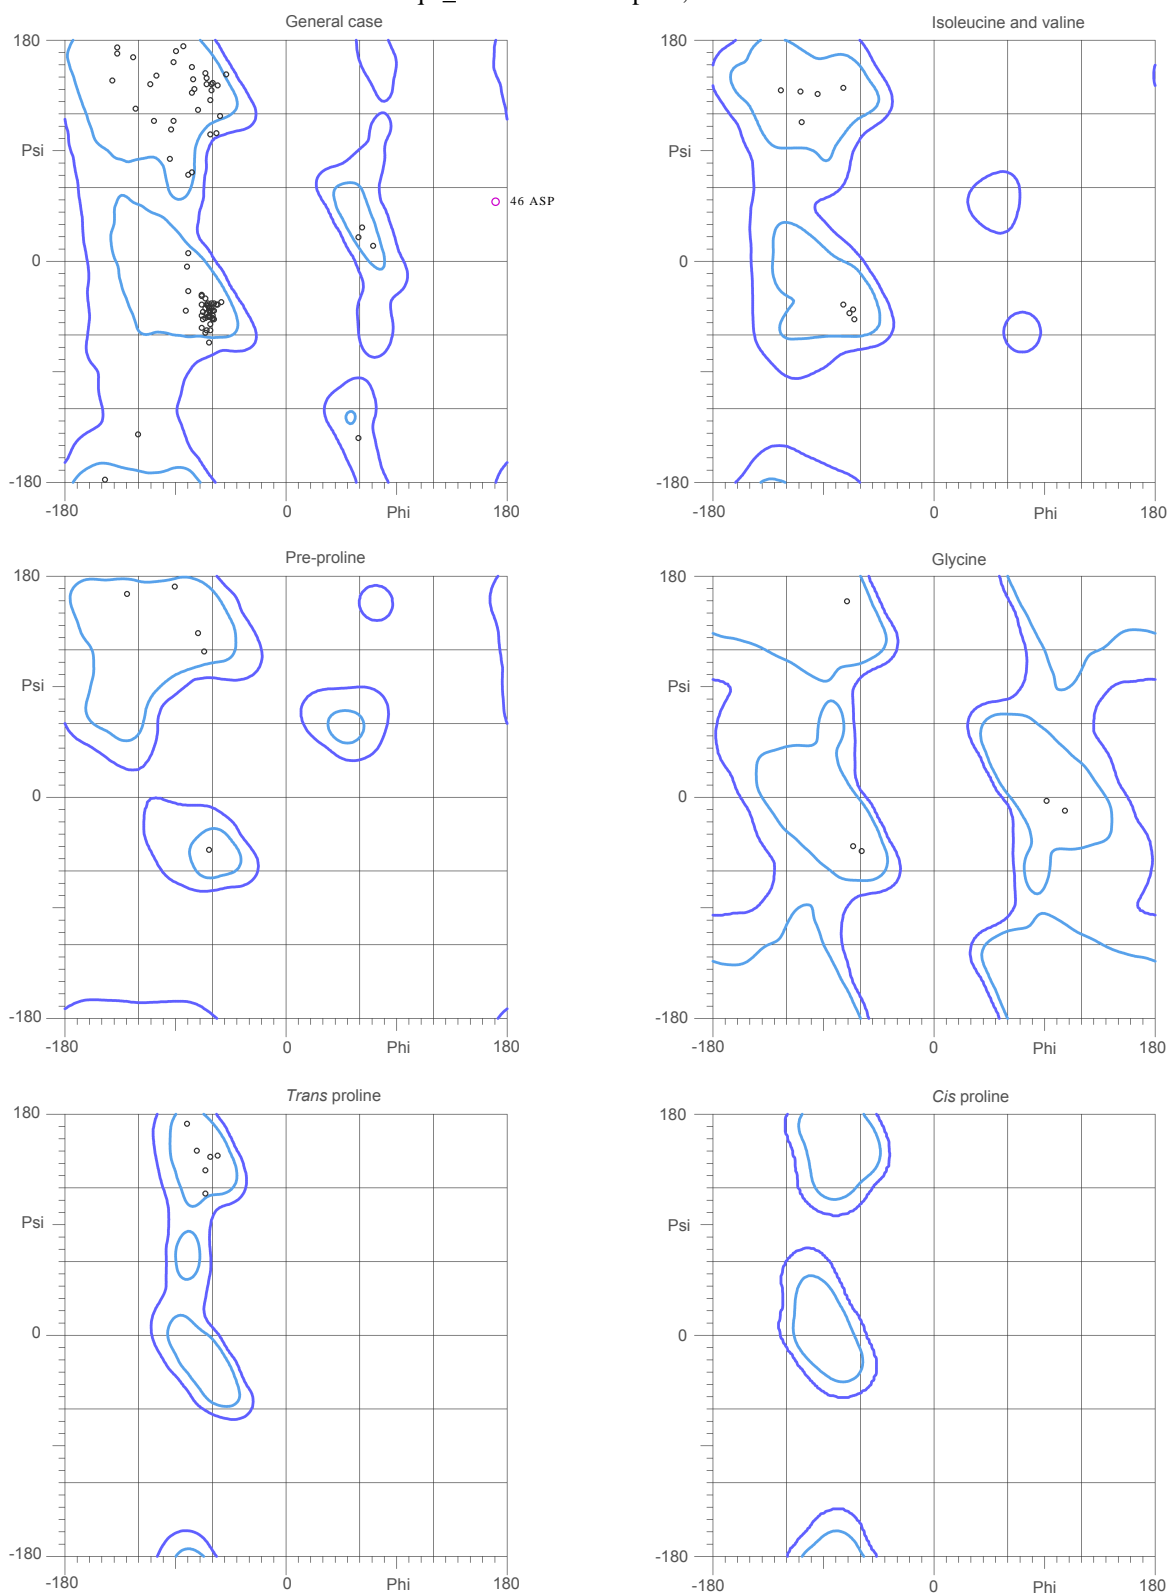 General case Isoleucine and valine
180 180
Psi Psi
46 ASP
0 0
-180 -180
-180 0 Phi 180 -180 0 Phi 180
Pre-proline Glycine
180 180
Psi Psi
0 0
-180 -180
-180 0 Phi 180 -180 0 Phi 180
Trans proline Cis proline
180 180
Psi Psi
0 0
-180 -180
-180 0 Phi 180 -180 0 Phi 180